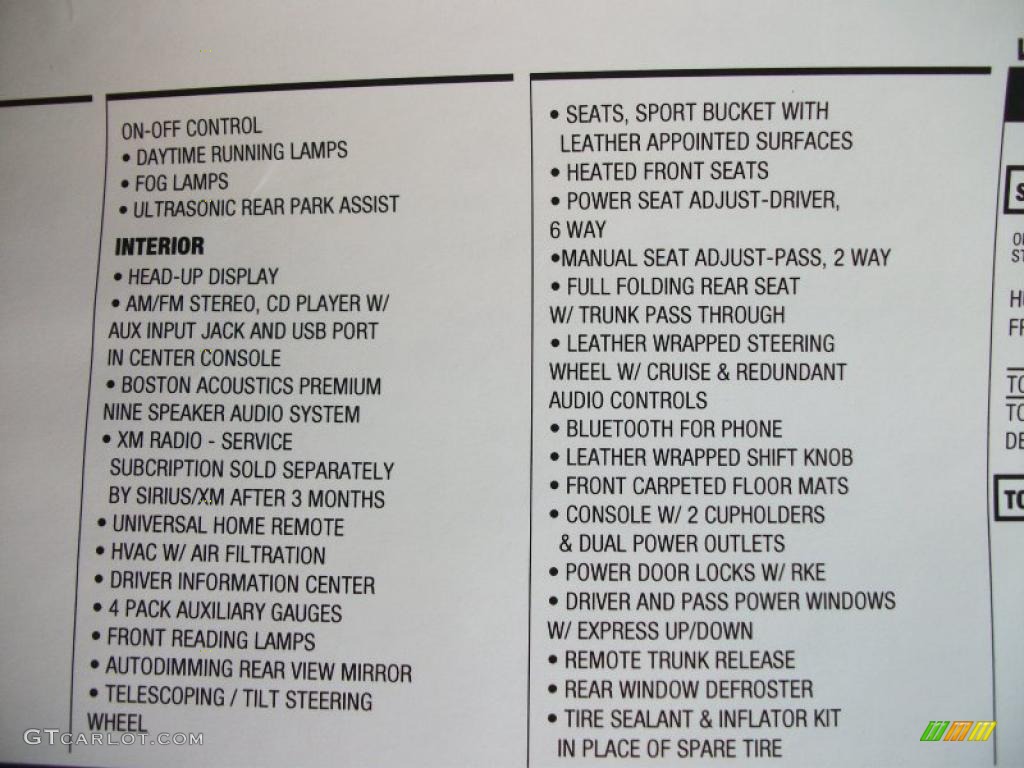 ON-OFF CONTROL
• DAYTIME RUNNING LAMPS
• FOG LAMPS
• ULTRASONIC REAR PARK ASSIST
INTERIOR
• HEAD-UP DISPLAY
• AM/FM STEREO, CD PLAYER W/
AUX INPUT JACK AND USB PORT
IN CENTER CONSOLE
• BOSTON ACOUSTICS PREMIUM
NINE SPEAKER AUDIO SYSTEM
• XM RADIO - SERVICE
SUBCRIPTION SOLD SEPARATELY
BY SIRIUS/XM AFTER 3 MONTHS
• UNIVERSAL HOME REMOTE
• HVAC W/ AIR FILTRATION
• DRIVER INFORMATION CENTER
• 4 PACK AUXILIARY GAUGES
• FRONT READING LAMPS
• AUTODIMMING REAR VIEW MIRROR
• TELESCOPING / TILT STEERING
WHEEL
• SEATS, SPORT BUCKET WITH
LEATHER APPOINTED SURFACES
• HEATED FRONT SEATS
• POWER SEAT ADJUST-DRIVER,
6 WAY
•MANUAL SEAT ADJUST-PASS, 2 WAY
• FULL FOLDING REAR SEAT
W/ TRUNK PASS THROUGH
• LEATHER WRAPPED STEERING
WHEEL W/ CRUISE & REDUNDANT
AUDIO CONTROLS
• BLUETOOTH FOR PHONE
• LEATHER WRAPPED SHIFT KNOB
• FRONT CARPETED FLOOR MATS
• CONSOLE W/ 2 CUPHOLDERS
& DUAL POWER OUTLETS
• POWER DOOR LOCKS W/ RKE
• DRIVER AND PASS POWER WINDOWS
W/ EXPRESS UP/DOWN
• REMOTE TRUNK RELEASE
• REAR WINDOW DEFROSTER
• TIRE SEALANT & INFLATOR KIT
IN PLACE OF SPARE TIRE
GTCARLOT.COM